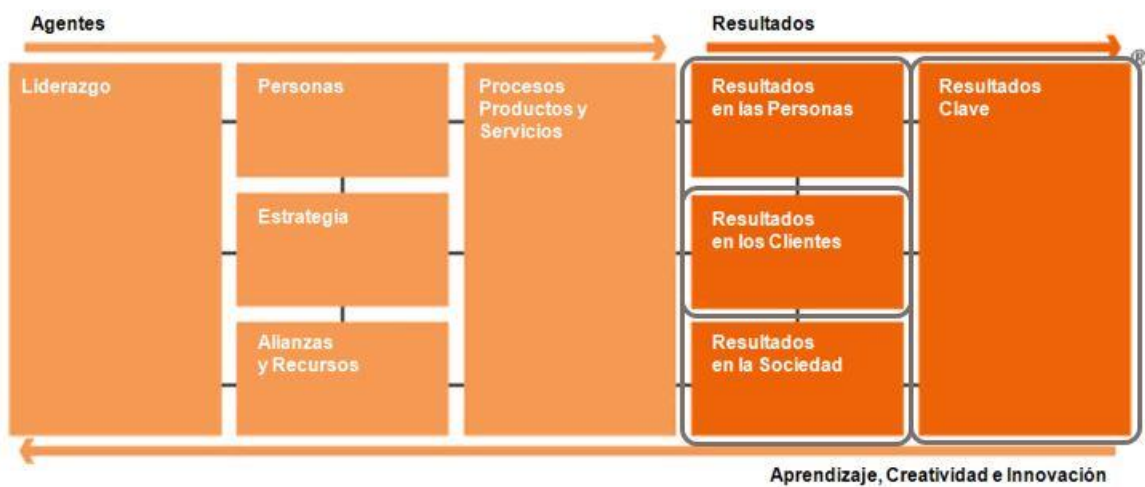 Agentes
Resultados
®
Liderazgo
Personas
Procesos
Productos y
Servicios
Resultados
en las Personas
Resultados
Clave
Estrategia
Resultados
en los Clientes
Alianzas
y Recursos
Resultados
en la Sociedad
Aprendizaje, Creatividad e Innovación